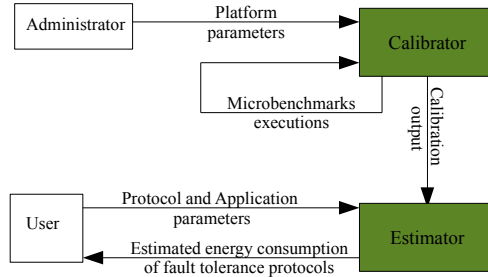 Administrator
Platform
parameters
Calibrator
Microbenchmarks
executions
Calibration
output
User
Protocol and Application
parameters
Estimated energy consumption
of fault tolerance protocols
Estimator